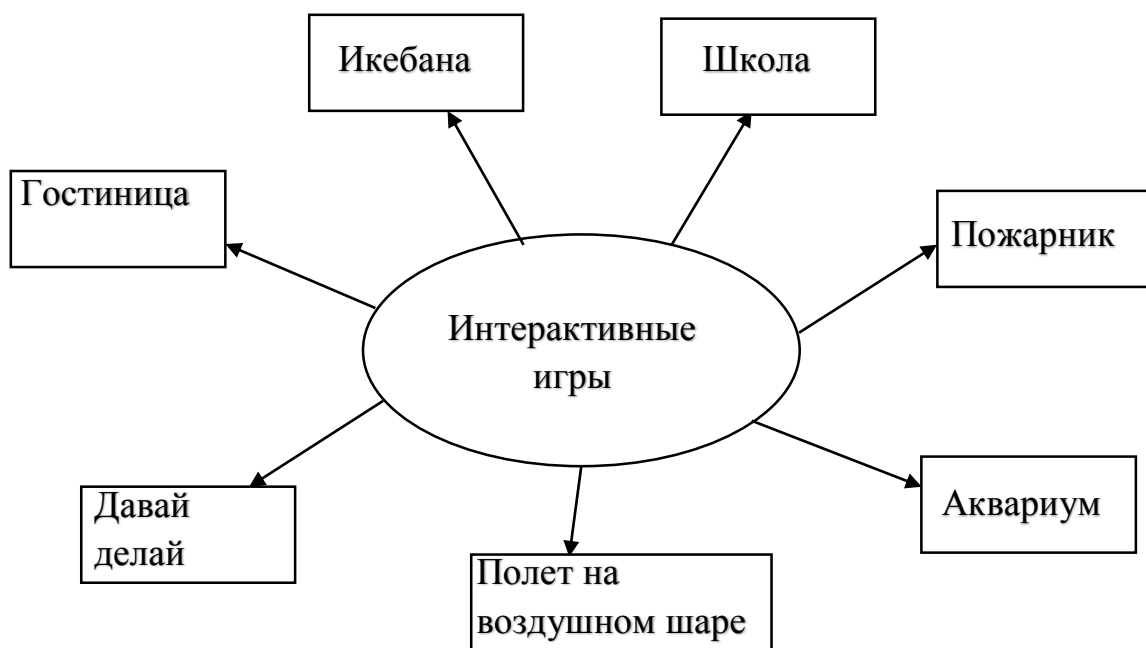 Икебана
Школа
Гостиница
Пожарник
Интерактивные
игры
Давай
делай
Аквариум
Полет на
воздушном шаре